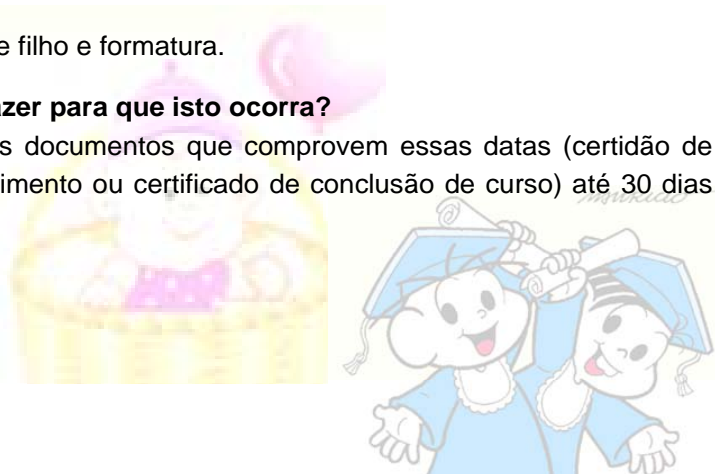 e filho e formatura.
azer para que isto ocorra?
s documentos que comprovem essas datas (certidão de
imento ou certificado de conclusão de curso) até 30 dias